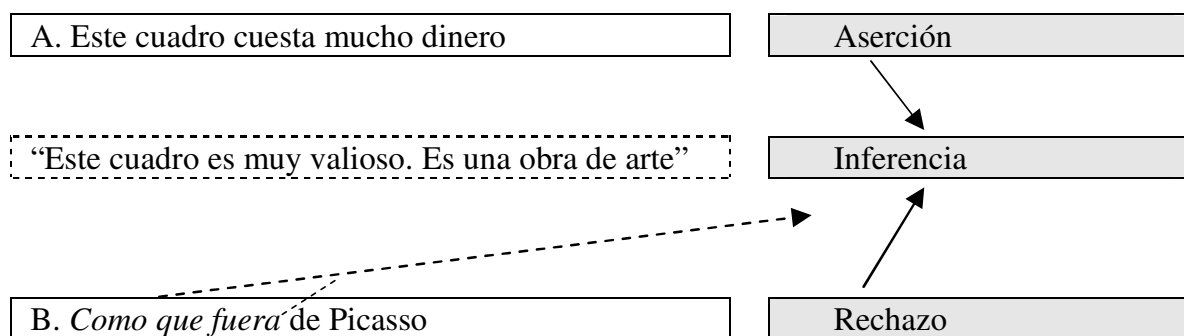 A. Este cuadro cuesta mucho dinero
Aserción
“Este cuadro es muy valioso. Es una obra de arte”
Inferencia
B. Como que fuera de Picasso
Rechazo